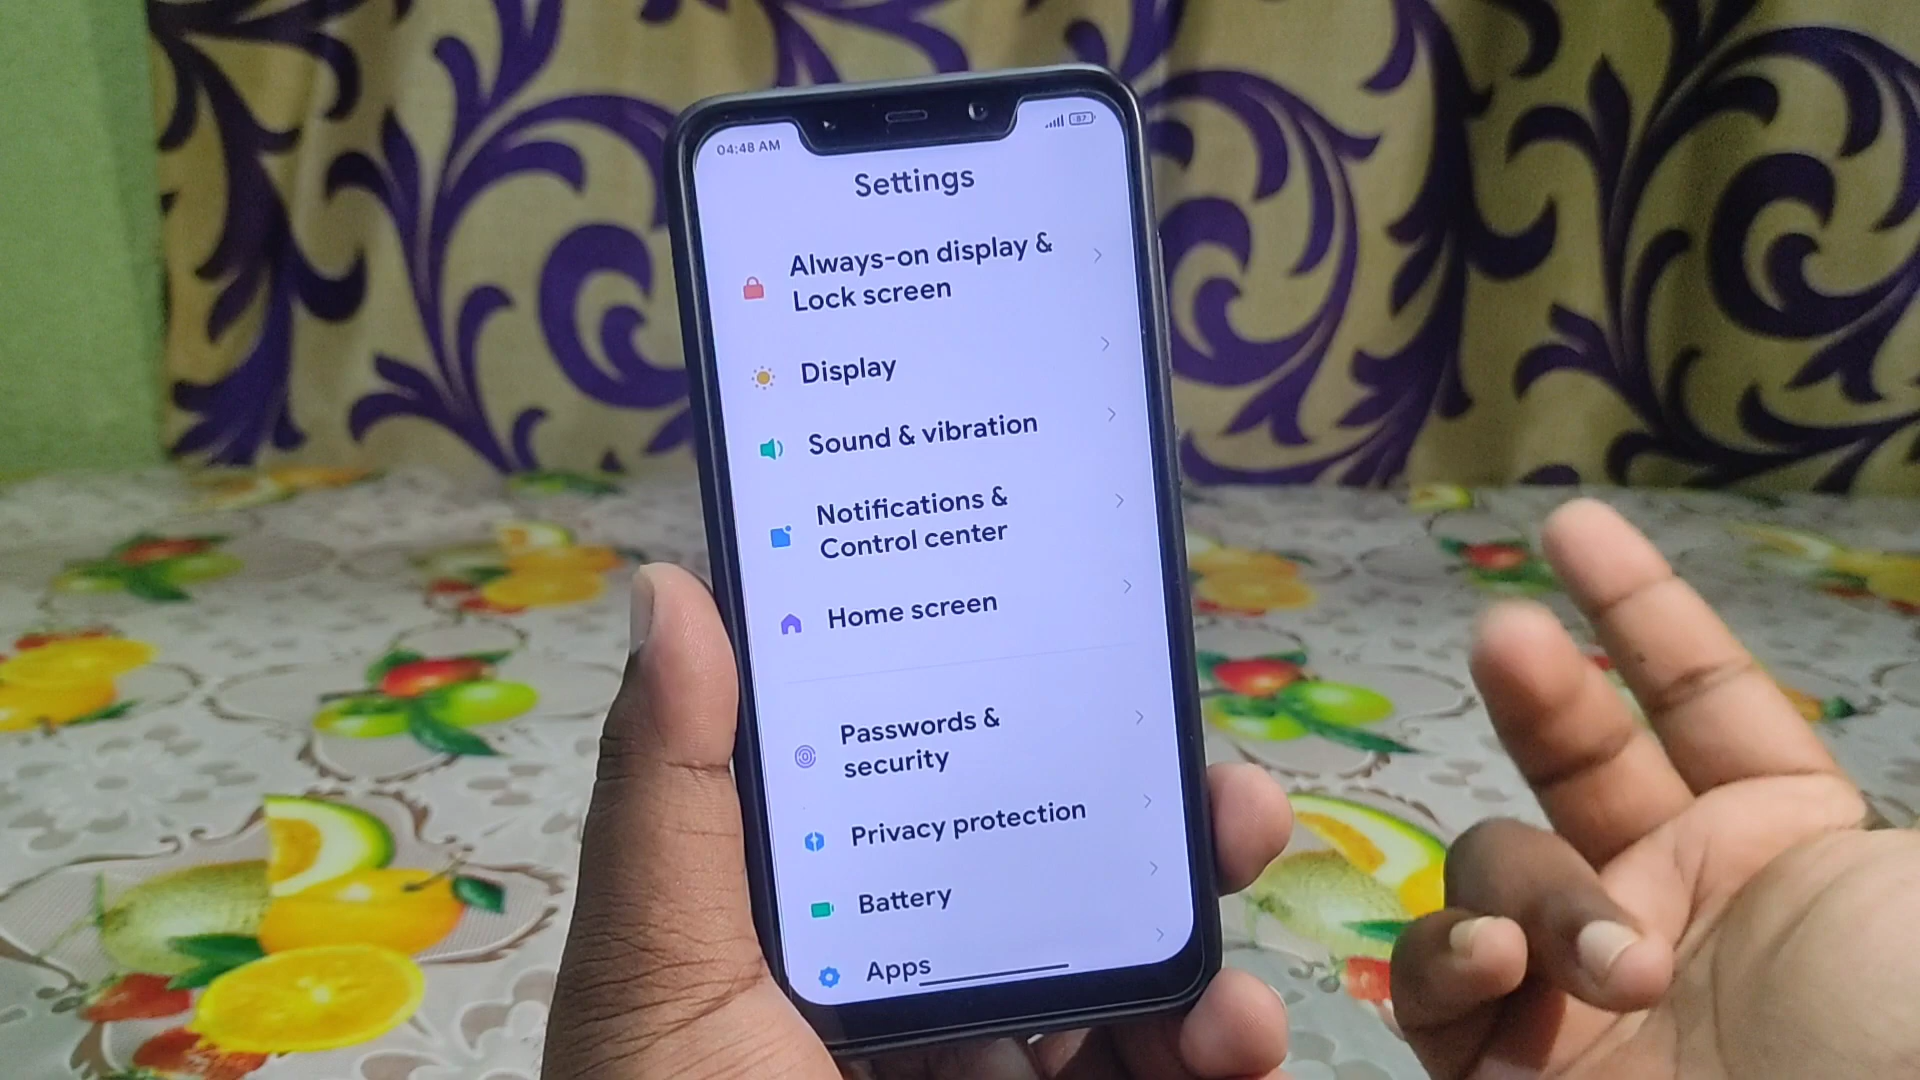 04:48 AM
87
Settings
Always-on display &
Lock screen
Display
Sound & vibration
Notifications &
Control center
Home screen
Passwords &
security
Privacy protection
Battery
Apps